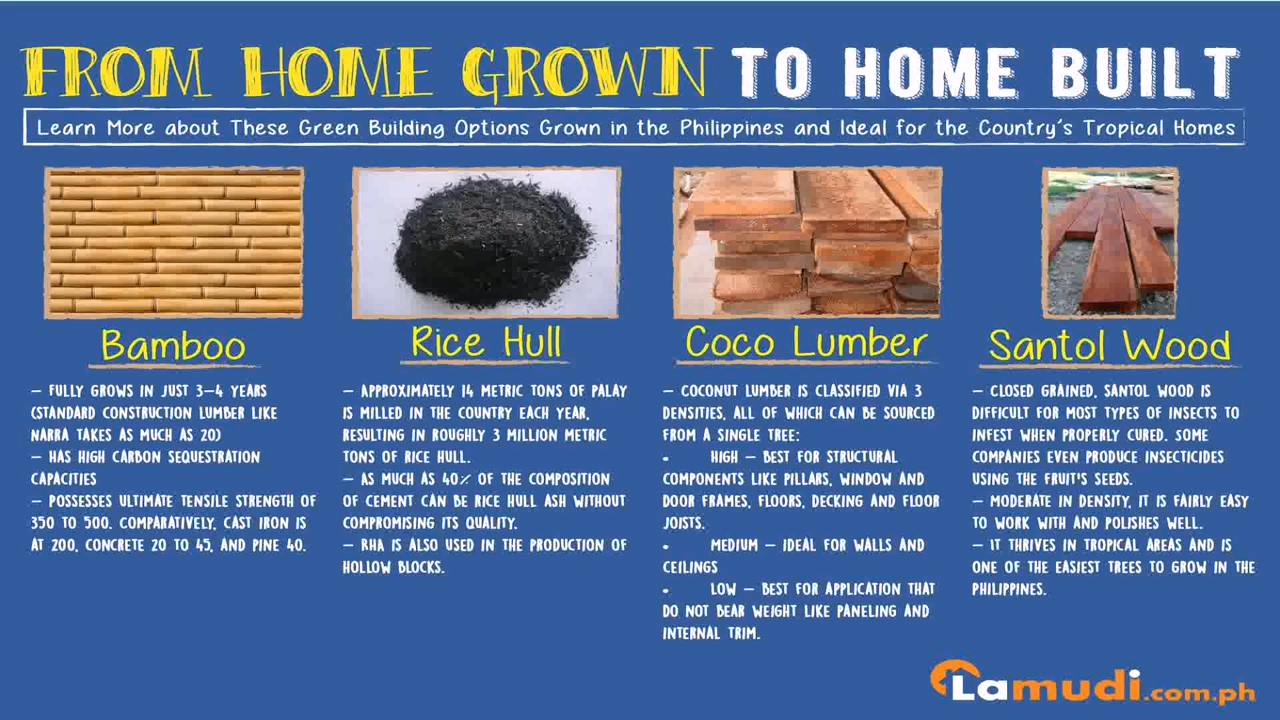 FROM HOME GROWN TO HOME BUILT
Learn More about These Green Building Options Grown in the Philippines and Ideal for the Country's Tropical Homes
Bamboo
– FULLY GROWS IN JUST 3–4 YEARS
(STANDARD CONSTRUCTION LUMBER LIKE
NARRA TAKES AS MUCH AS 20)
– HAS HIGH CARBON SEQUESTRATION
CAPACITIES
– POSSESSES ULTIMATE TENSILE STRENGTH OF
350 TO 500. COMPARATIVELY, CAST IRON IS
AT 200, CONCRETE 20 TO 45, AND PINE 40.
Rice Hull
– APPROXIMATELY 14 METRIC TONS OF PALAY
IS MILLED IN THE COUNTRY EACH YEAR,
RESULTING IN ROUGHLY 3 MILLION METRIC
TONS OF RICE HULL.
– AS MUCH AS 40% OF THE COMPOSITION
OF CEMENT CAN BE RICE HULL ASH WITHOUT
COMPROMISING ITS QUALITY.
– RHA IS ALSO USED IN THE PRODUCTION OF
HOLLOW BLOCKS.
Coco Lumber
– COCONUT LUMBER IS CLASSIFIED VIA 3
DENSITIES, ALL OF WHICH CAN BE SOURCED
FROM A SINGLE TREE:
• HIGH – BEST FOR STRUCTURAL
COMPONENTS LIKE PILLARS, WINDOW AND
DOOR FRAMES, FLOORS, DECKING AND FLOOR
JOISTS.
• MEDIUM – IDEAL FOR WALLS AND
CEILINGS
• LOW – BEST FOR APPLICATION THAT
DO NOT BEAR WEIGHT LIKE PANELING AND
INTERNAL TRIM.
Santol Wood
– CLOSED GRAINED, SANTOL WOOD IS
DIFFICULT FOR MOST TYPES OF INSECTS TO
INFEST WHEN PROPERLY CURED. SOME
COMPANIES EVEN PRODUCE INSECTICIDES
USING THE FRUIT'S SEEDS.
– MODERATE IN DENSITY, IT IS FAIRLY EASY
TO WORK WITH AND POLISHES WELL.
– IT THRIVES IN TROPICAL AREAS AND IS
ONE OF THE EASIEST TREES TO GROW IN THE
PHILIPPINES.
Lamudi.com.ph